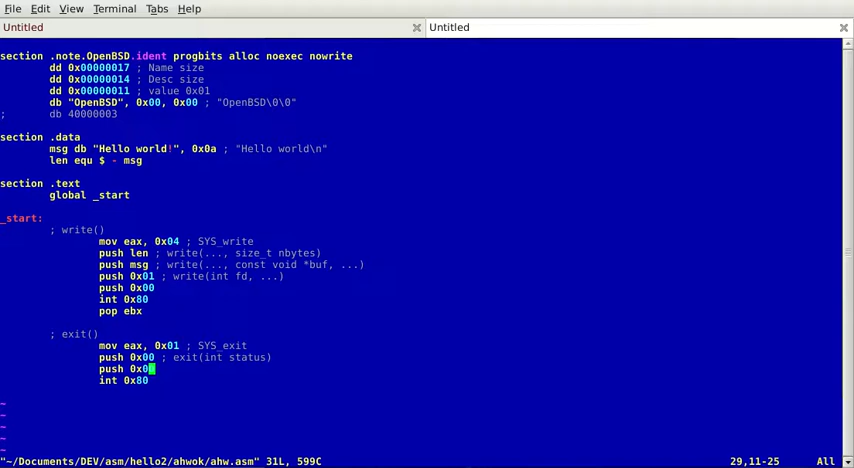 File Edit View Terminal Tabs Help
Untitled Untitled
section .note.OpenBSD.ident progbits alloc noexec nowrite
dd 0x00000017 ; Name size
dd 0x00000014 ; Desc size
dd 0x00000011 ; value 0x01
db "OpenBSD", 0x00, 0x00 ; "OpenBSD\0\0"
; db 40000003
section .data
msg db "Hello world!", 0x0a ; "Hello world\n"
len equ $ - msg
section .text
global _start
_start:
; write()
mov eax, 0x04 ; SYS_write
push len ; write(..., size_t nbytes)
push msg ; write(..., const void *buf, ...)
push 0x01 ; write(int fd, ...)
push 0x00
int 0x80
pop ebx
; exit()
mov eax, 0x01 ; SYS_exit
push 0x00 ; exit(int status)
push 0x00
int 0x80
~
~
~
~
~
"~/Documents/DEV/asm/hello2/ahwok/ahw.asm" 31L, 599C 29,11-25 All